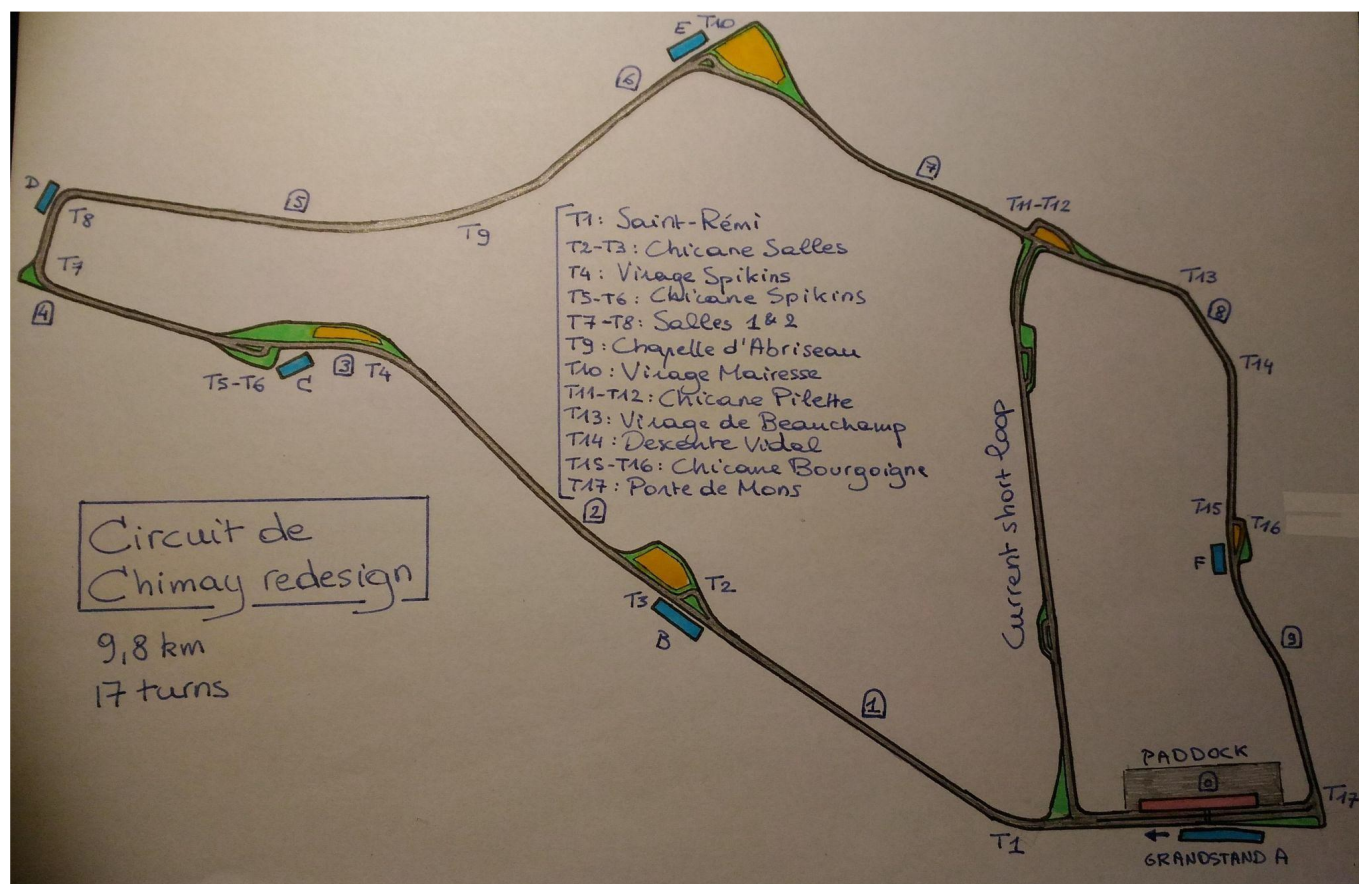 E T10
6
7
D
T8
5
T9
T11-T12
T7
4
T13
8
T14
T5-T6
C
3
T4
T1: Saint-Rémi
T2-T3: Chicane Salles
T4: Virage Spikins
T5-T6: Chicane Spikins
T7-T8: Salles 1 & 2
T9: Chapelle d'Abriseau
T10: Virage Mairesse
T11-T12: Chicane Pilette
T13: Virage de Beauchamp
T14: Descente Vidal
T15-T16: Chicane Bourgoigne
T17: Porte de Mons
Current short loop
Circuit de
Chimay redesign
9,8 km
17 turns
2
T2
T3
B
T15
T16
F
9
1
PADDOCK
0
T17
T1
GRANDSTAND A